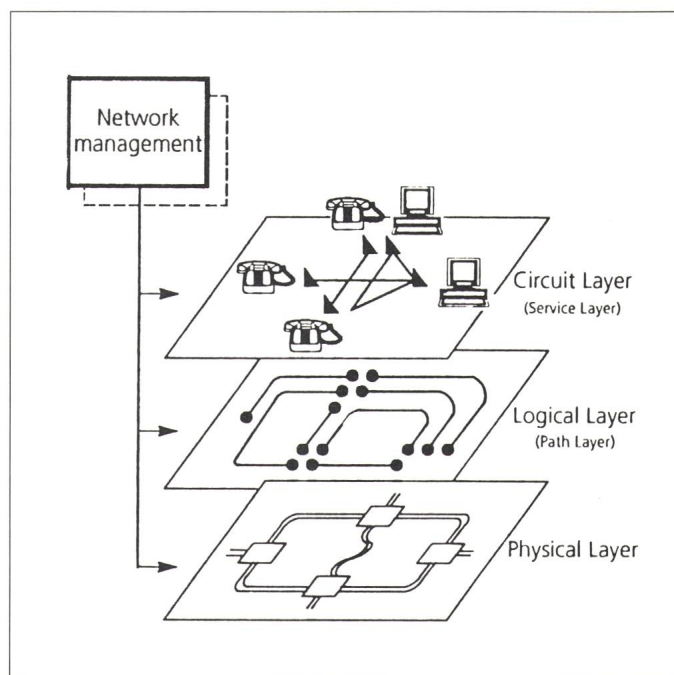 Network
management
Circuit Layer
(Service Layer)
Logical Layer
(Path Layer)
Physical Layer